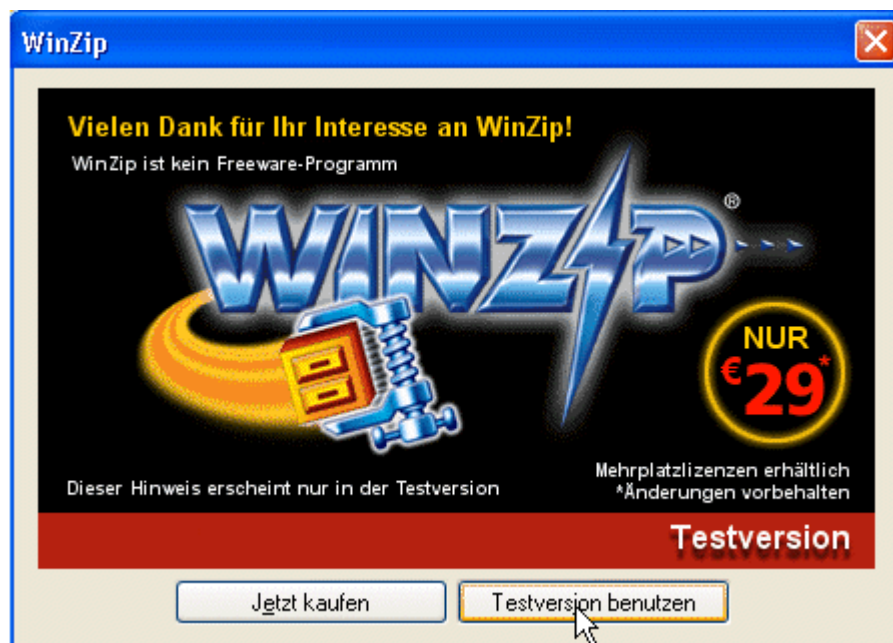 WinZip
Vielen Dank für Ihr Interesse an WinZip!
WinZip ist kein Freeware-Programm
WINZIP®
NUR
€29*
Mehrplatzlizenzen erhältlich
*Änderungen vorbehalten
Dieser Hinweis erscheint nur in der Testversion
Testversion
Jetzt kaufen
Testversion benutzen